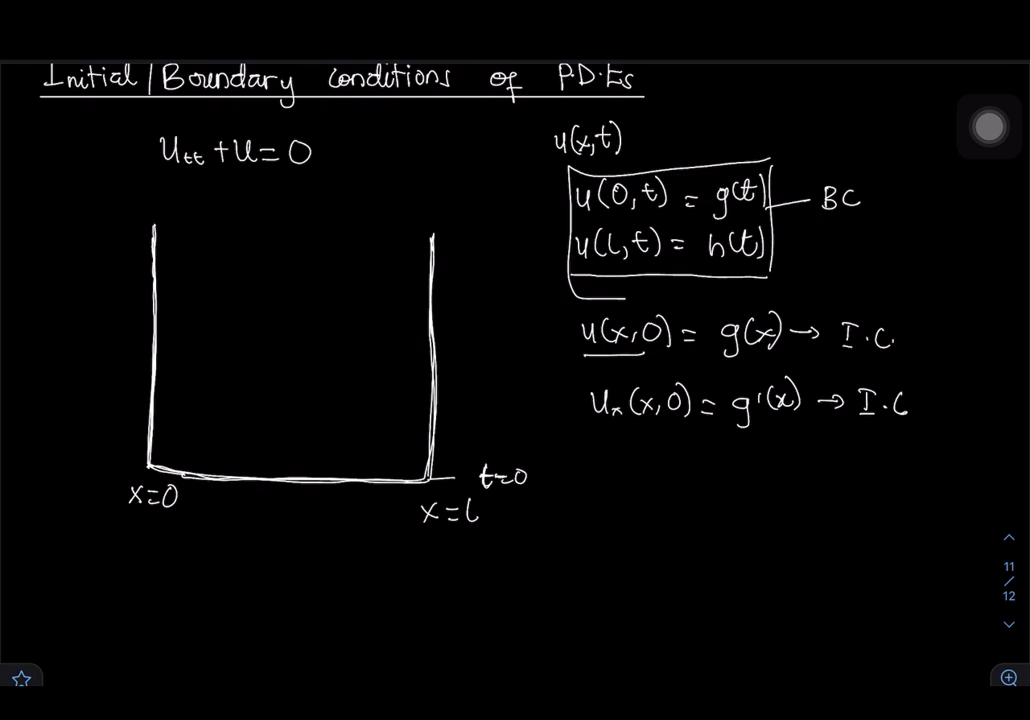 Initial/Boundary conditions of P.D.Es
Utt + U = 0
u(x,t)
u(0,t) = g(t)
BC
u(l,t) = h(t)
u(x,0) = g(x) → I.C.
Ux(x,0) = g'(x) → I.C
t=0
x=0
x=l
11
/
12